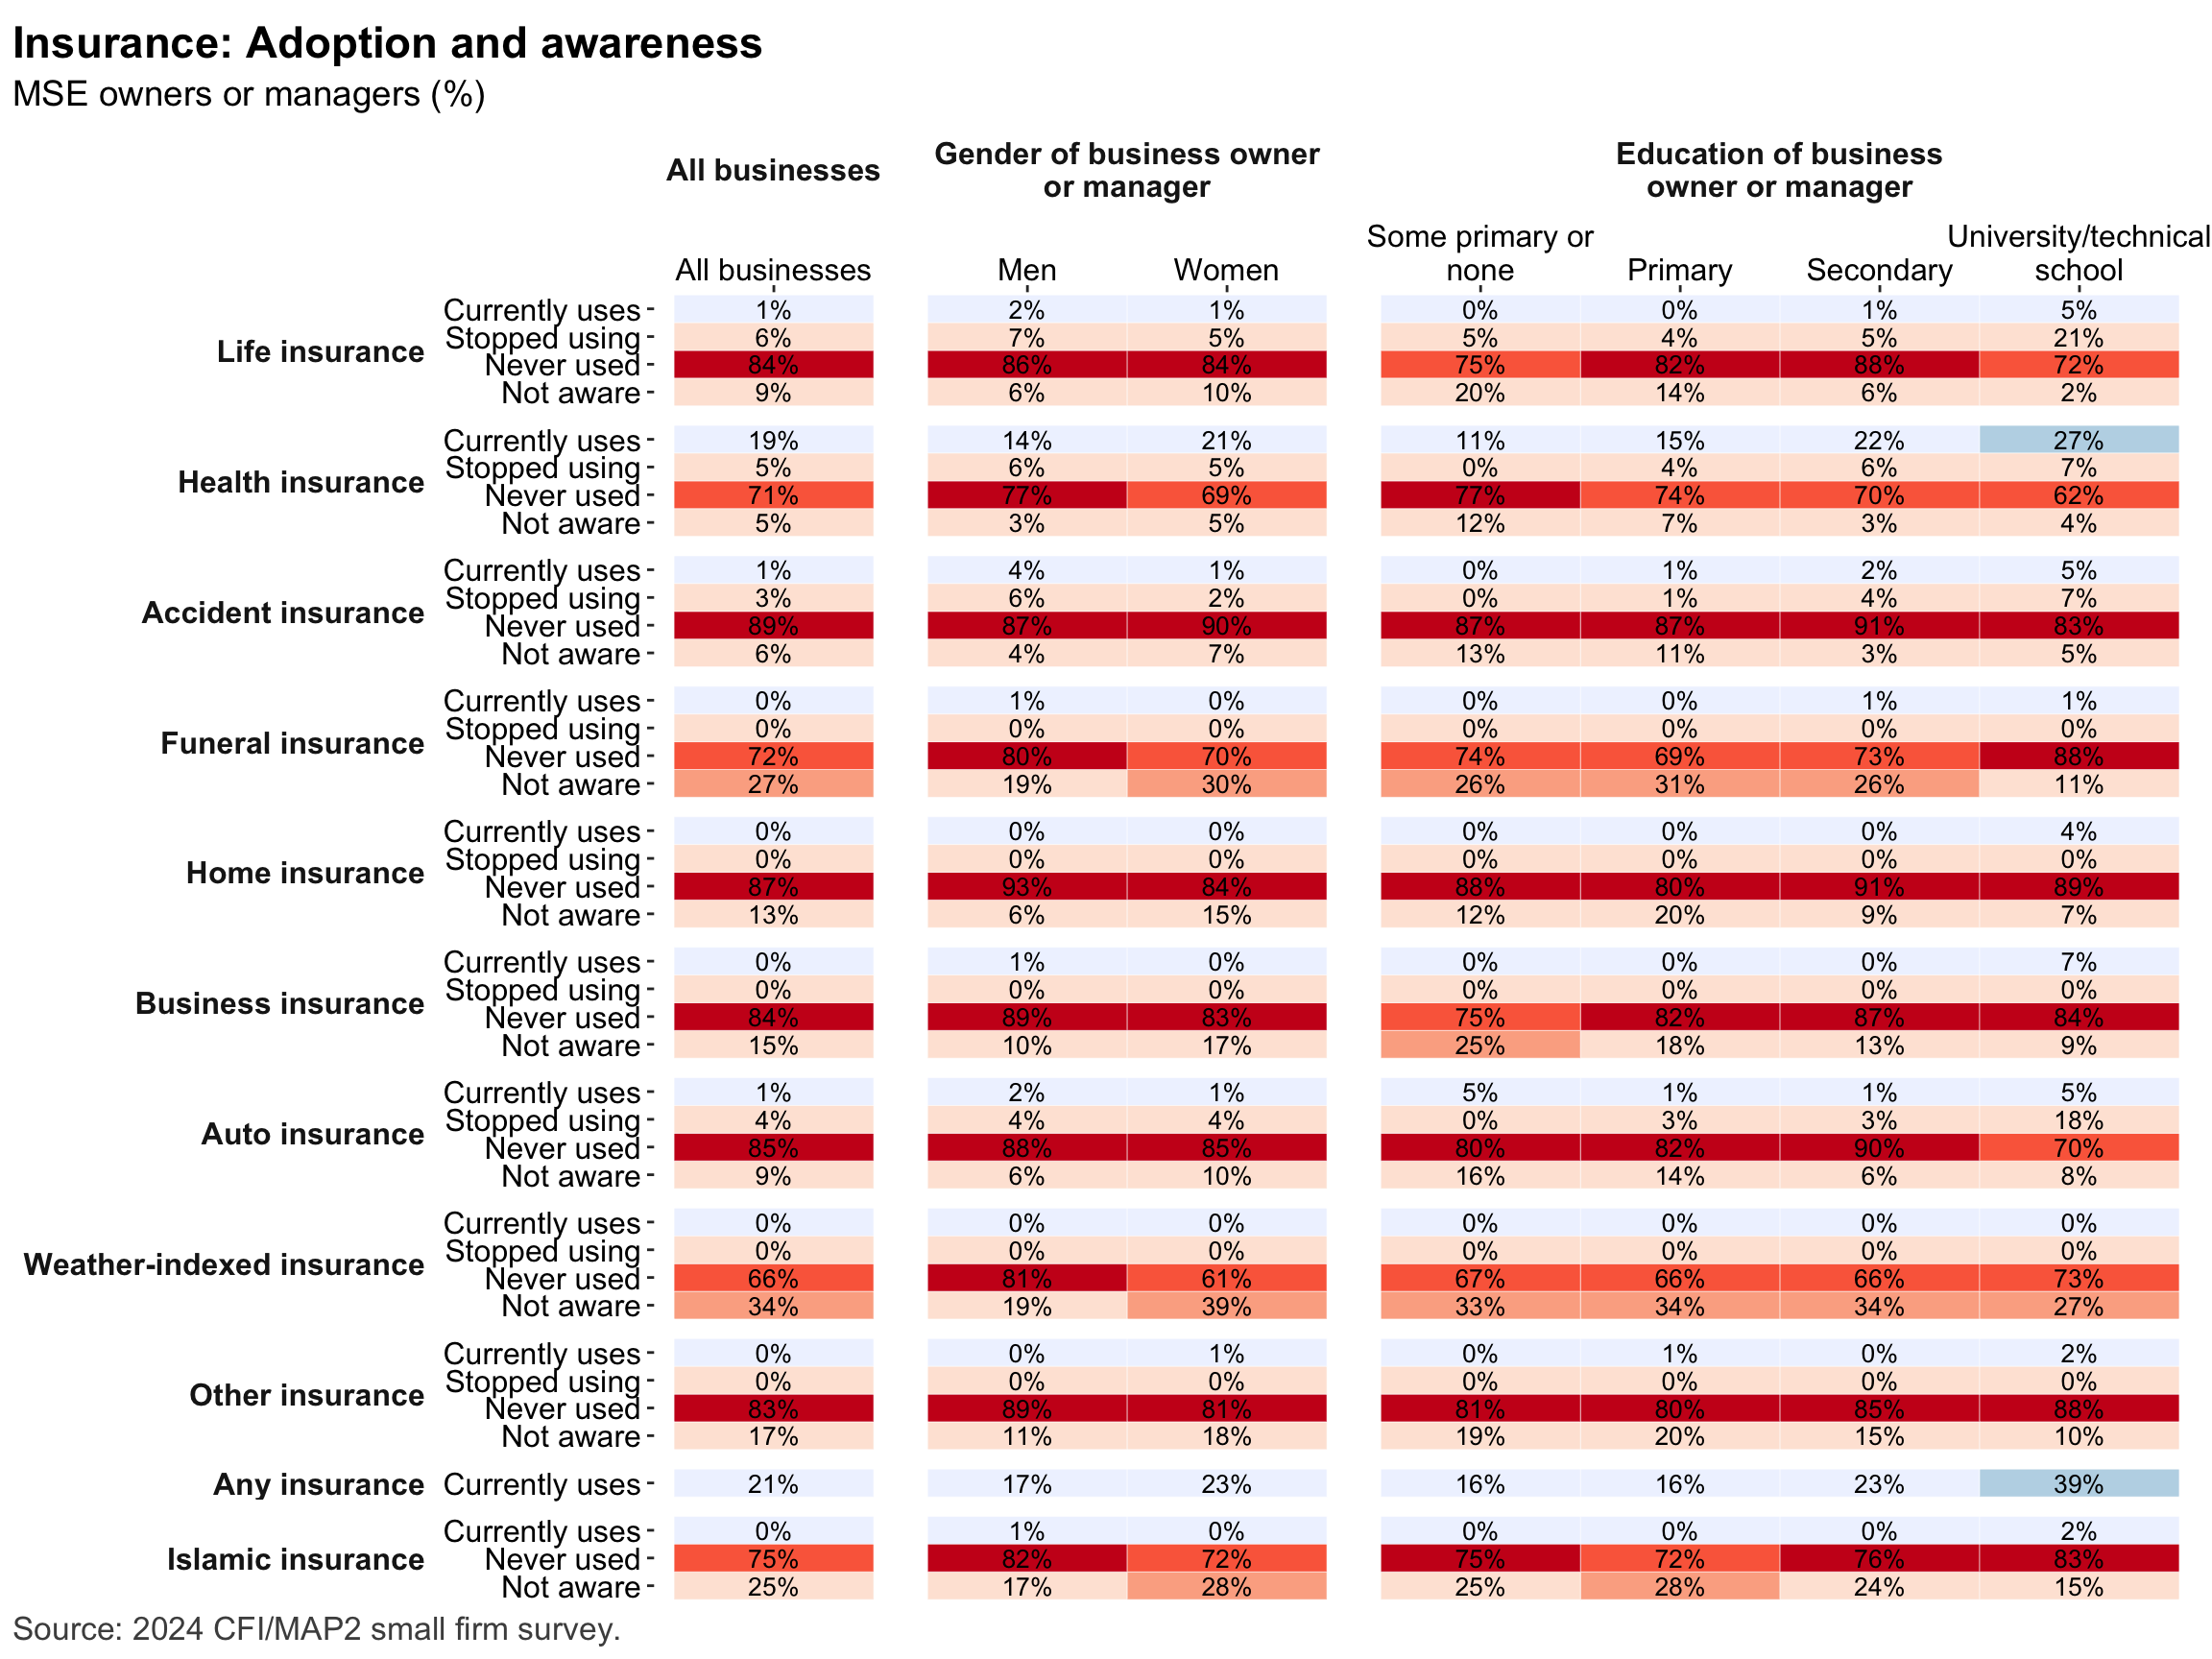 Insurance: Adoption and awareness
MSE owners or managers (%)
All businesses
Gender of business owner
or manager
Education of business
owner or manager
All businesses
Men
Women
Some primary or
none
Primary
Secondary
University/technical
school
Life insurance
Currently uses 1% 2% 1% 0% 0% 1% 5%
Stopped using 6% 7% 5% 5% 4% 5% 21%
Never used 84% 86% 84% 75% 82% 88% 72%
Not aware 9% 6% 10% 20% 14% 6% 2%
Health insurance
Currently uses 19% 14% 21% 11% 15% 22% 27%
Stopped using 5% 6% 5% 0% 4% 6% 7%
Never used 71% 77% 69% 77% 74% 70% 62%
Not aware 5% 3% 5% 12% 7% 3% 4%
Accident insurance
Currently uses 1% 4% 1% 0% 1% 2% 5%
Stopped using 3% 6% 2% 0% 1% 4% 7%
Never used 89% 87% 90% 87% 87% 91% 83%
Not aware 6% 4% 7% 13% 11% 3% 5%
Funeral insurance
Currently uses 0% 1% 0% 0% 0% 1% 1%
Stopped using 0% 0% 0% 0% 0% 0% 0%
Never used 72% 80% 70% 74% 69% 73% 88%
Not aware 27% 19% 30% 26% 31% 26% 11%
Home insurance
Currently uses 0% 0% 0% 0% 0% 0% 4%
Stopped using 0% 0% 0% 0% 0% 0% 0%
Never used 87% 93% 84% 88% 80% 91% 89%
Not aware 13% 6% 15% 12% 20% 9% 7%
Business insurance
Currently uses 0% 1% 0% 0% 0% 0% 7%
Stopped using 0% 0% 0% 0% 0% 0% 0%
Never used 84% 89% 83% 75% 82% 87% 84%
Not aware 15% 10% 17% 25% 18% 13% 9%
Auto insurance
Currently uses 1% 2% 1% 5% 1% 1% 5%
Stopped using 4% 4% 4% 0% 3% 3% 18%
Never used 85% 88% 85% 80% 82% 90% 70%
Not aware 9% 6% 10% 16% 14% 6% 8%
Weather-indexed insurance
Currently uses 0% 0% 0% 0% 0% 0% 0%
Stopped using 0% 0% 0% 0% 0% 0% 0%
Never used 66% 81% 61% 67% 66% 66% 73%
Not aware 34% 19% 39% 33% 34% 34% 27%
Other insurance
Currently uses 0% 0% 1% 0% 1% 0% 2%
Stopped using 0% 0% 0% 0% 0% 0% 0%
Never used 83% 89% 81% 81% 80% 85% 88%
Not aware 17% 11% 18% 19% 20% 15% 10%
Any insurance
Currently uses 21% 17% 23% 16% 16% 23% 39%
Islamic insurance
Currently uses 0% 1% 0% 0% 0% 0% 2%
Never used 75% 82% 72% 75% 72% 76% 83%
Not aware 25% 17% 28% 25% 28% 24% 15%
Source: 2024 CFI/MAP2 small firm survey.